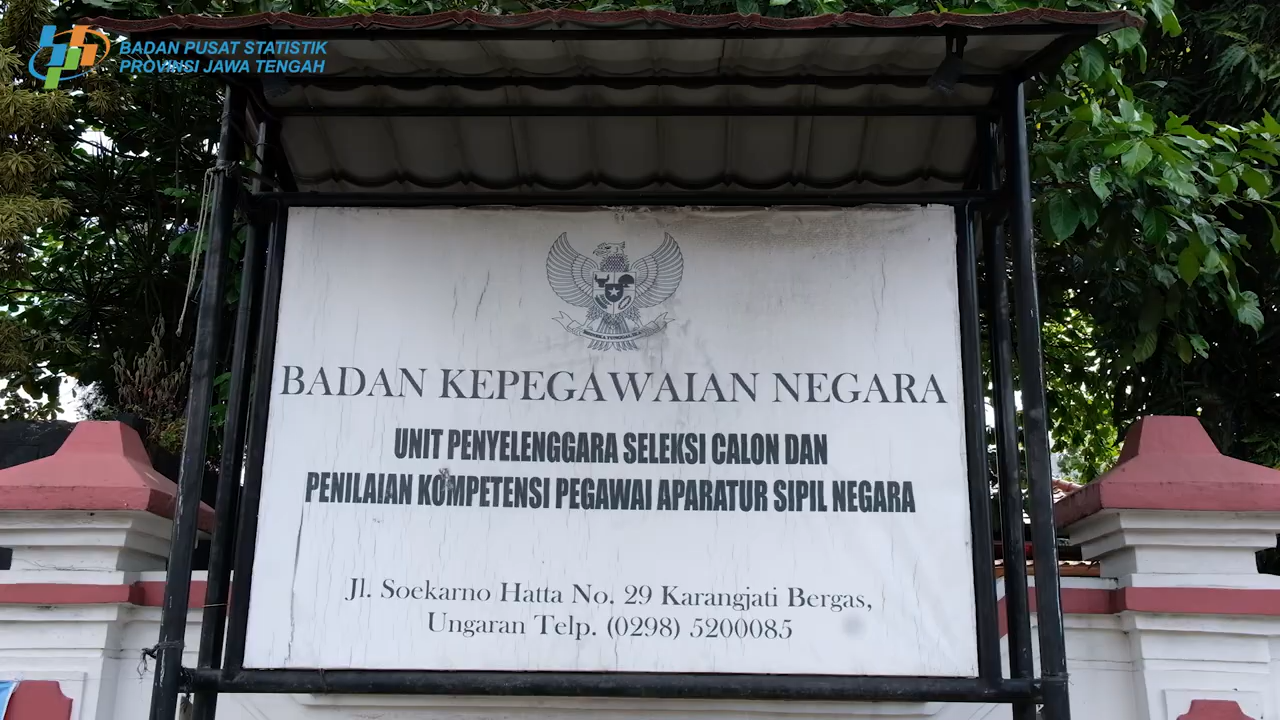 BADAN PUSAT STATISTIK
PROVINSI JAWA TENGAH
BADAN KEPEGAWAIAN NEGARA
UNIT PENYELENGGARA SELEKSI CALON DAN
PENILAIAN KOMPETENSI PEGAWAI APARATUR SIPIL NEGARA
Jl. Soekarno Hatta No. 29 Karangjati Bergas,
Ungaran Telp. (0298) 5200085